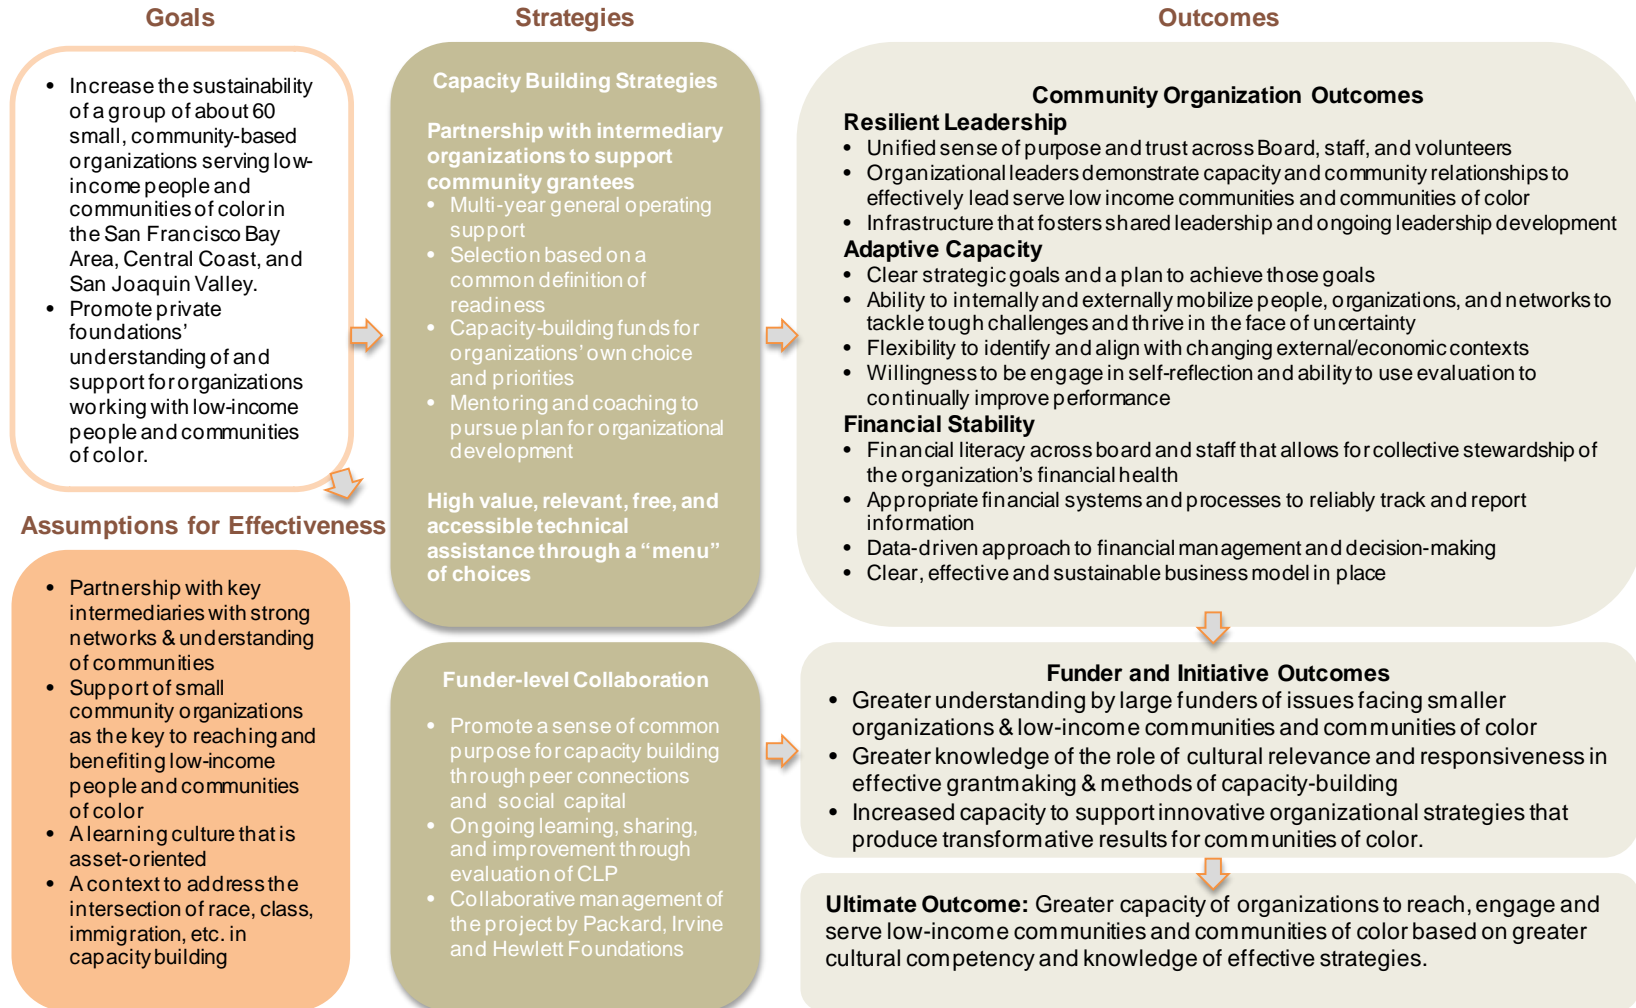 Goals
• Increase the sustainability
of a group of about 60
small, community-based
organizations serving low-
income people and
communities of color in
the San Francisco Bay
Area, Central Coast, and
San Joaquin Valley.
• Promote private
foundations'
understanding of and
support for organizations
working with low-income
people and communities
of color.
Assumptions for Effectiveness
• Partnership with key
intermediaries with strong
networks & understanding
of communities
• Support of small
community organizations
as the key to reaching and
benefiting low-income
people and communities
of color
• A learning culture that is
asset-oriented
• A context to address the
intersection of race, class,
immigration, etc. in
capacity building
Strategies
Capacity Building Strategies
Partnership with intermediary
organizations to support
community grantees
• Multi-year general operating
support
• Selection based on a
common definition of
readiness
• Capacity-building funds for
organizations' own choice
and priorities
• Mentoring and coaching to
pursue plan for organizational
development
High value, relevant, free, and
accessible technical
assistance through a “menu”
of choices
Funder-level Collaboration
• Promote a sense of common
purpose for capacity building
through peer connections
and social capital
• Ongoing learning, sharing,
and improvement through
evaluation of CLP
• Collaborative management of
the project by Packard, Irvine
and Hewlett Foundations
Outcomes
Community Organization Outcomes
Resilient Leadership
• Unified sense of purpose and trust across Board, staff, and volunteers
• Organizational leaders demonstrate capacity and community relationships to
effectively lead serve low income communities and communities of color
• Infrastructure that fosters shared leadership and ongoing leadership development
Adaptive Capacity
• Clear strategic goals and a plan to achieve those goals
• Ability to internally and externally mobilize people, organizations, and networks to
tackle tough challenges and thrive in the face of uncertainty
• Flexibility to identify and align with changing external/economic contexts
• Willingness to be engage in self-reflection and ability to use evaluation to
continually improve performance
Financial Stability
• Financial literacy across board and staff that allows for collective stewardship of
the organization's financial health
• Appropriate financial systems and processes to reliably track and report
information
• Data-driven approach to financial management and decision-making
• Clear, effective and sustainable business model in place
Funder and Initiative Outcomes
• Greater understanding by large funders of issues facing smaller
organizations & low-income communities and communities of color
• Greater knowledge of the role of cultural relevance and responsiveness in
effective grantmaking & methods of capacity-building
• Increased capacity to support innovative organizational strategies that
produce transformative results for communities of color.
Ultimate Outcome: Greater capacity of organizations to reach, engage and
serve low-income communities and communities of color based on greater
cultural competency and knowledge of effective strategies.